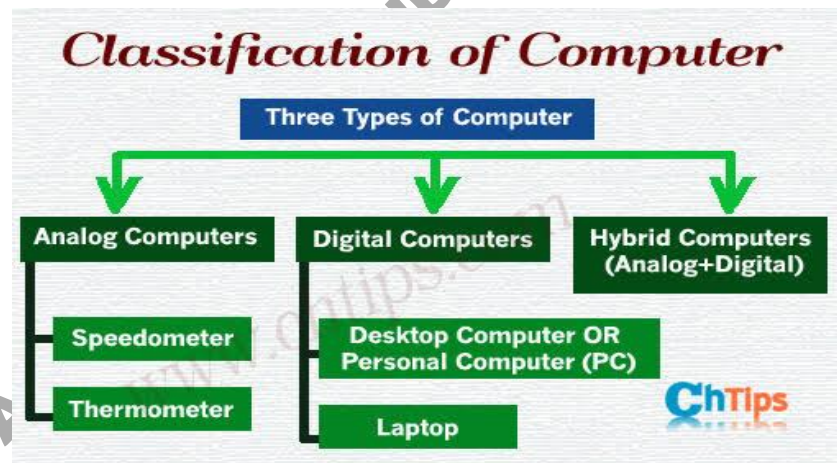 Classification of Computer
Three Types of Computer
Analog Computers
Digital Computers
Hybrid Computers
(Analog+Digital)
Speedometer
Desktop Computer OR
Personal Computer (PC)
Thermometer
Laptop
ChTips
www.chtips.com